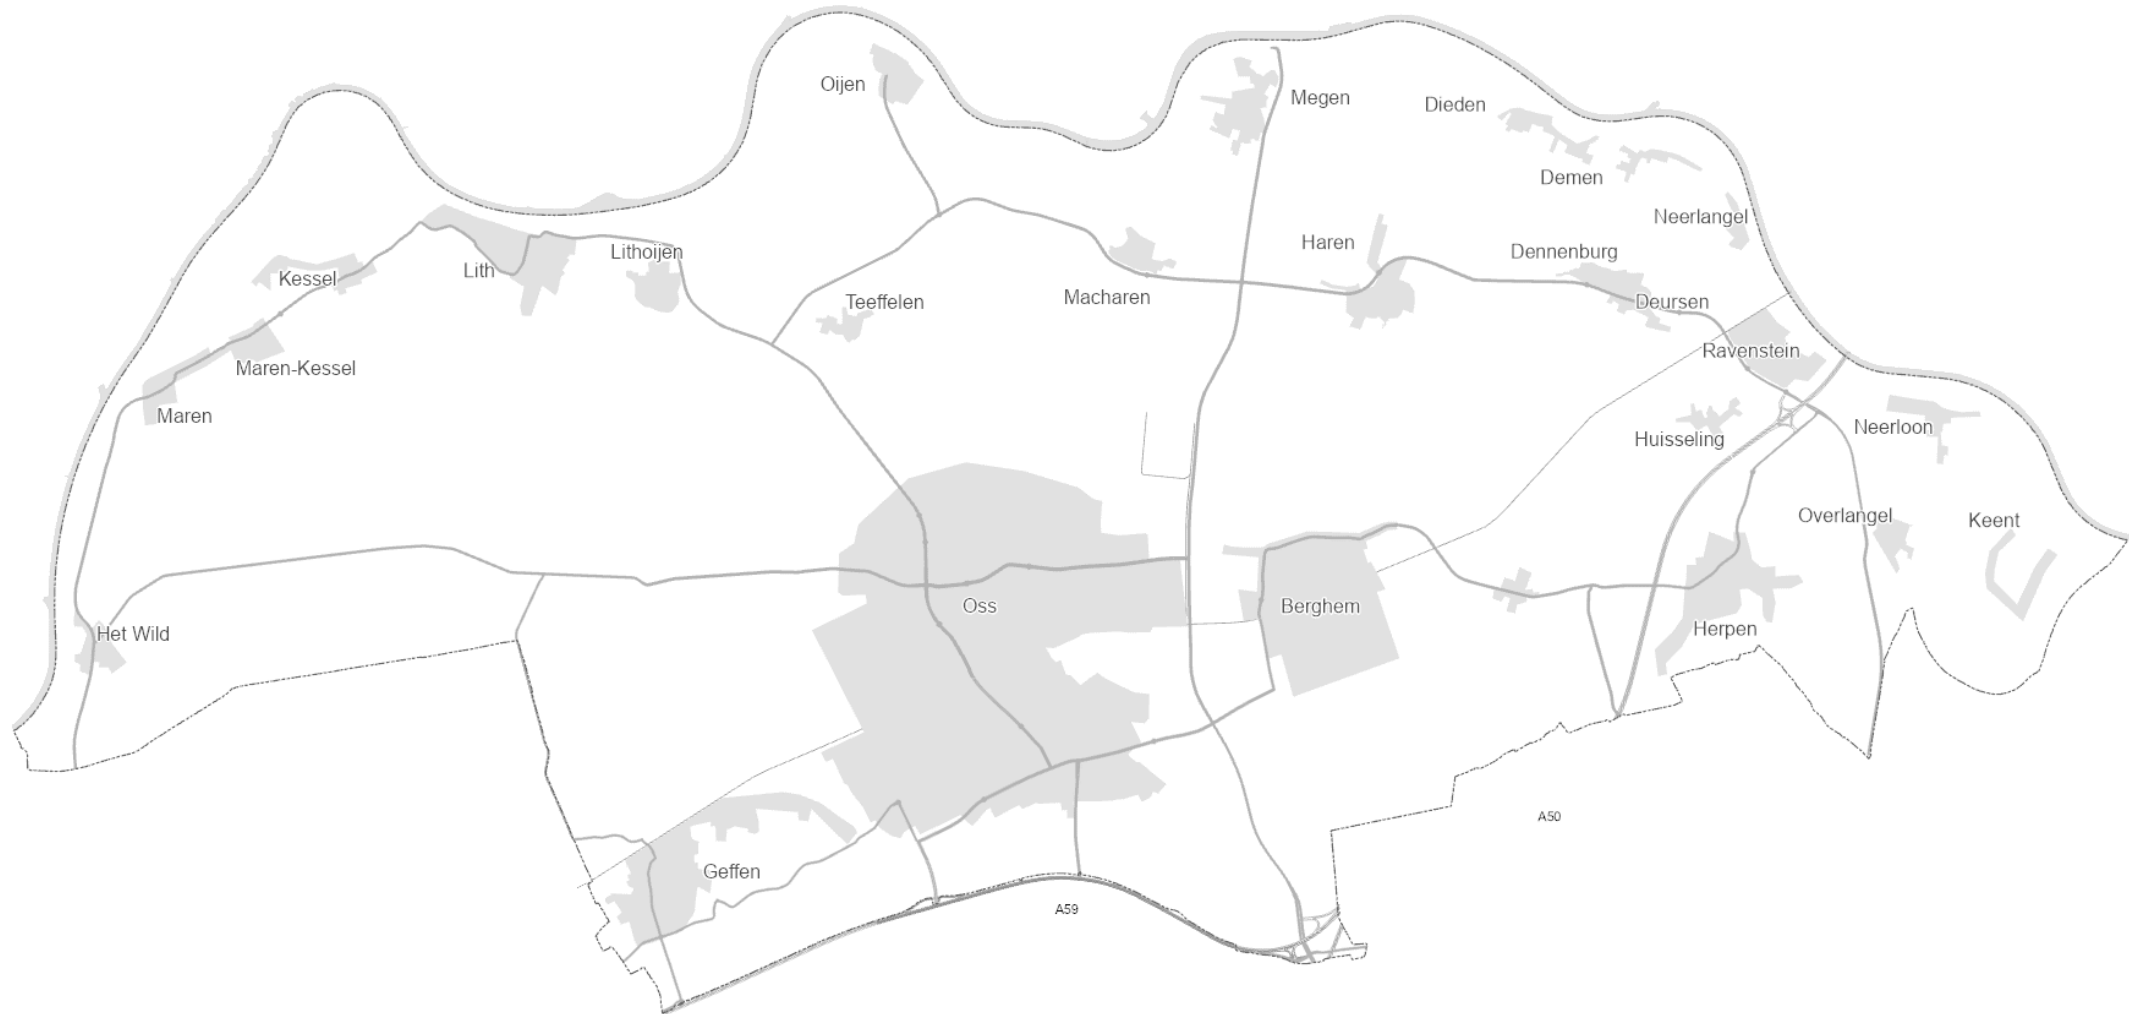 Oijen
Megen
Dieden
Demen
Neerlangel
Haren
Dennenburg
Lithoijen
Lith
Kessel
Macharen
Teeffelen
Deursen
Ravenstein
Maren-Kessel
Maren
Neerloon
Huisseling
Overlangel
Keent
Oss
Berghem
Herpen
Het Wild
A50
Geffen
A59